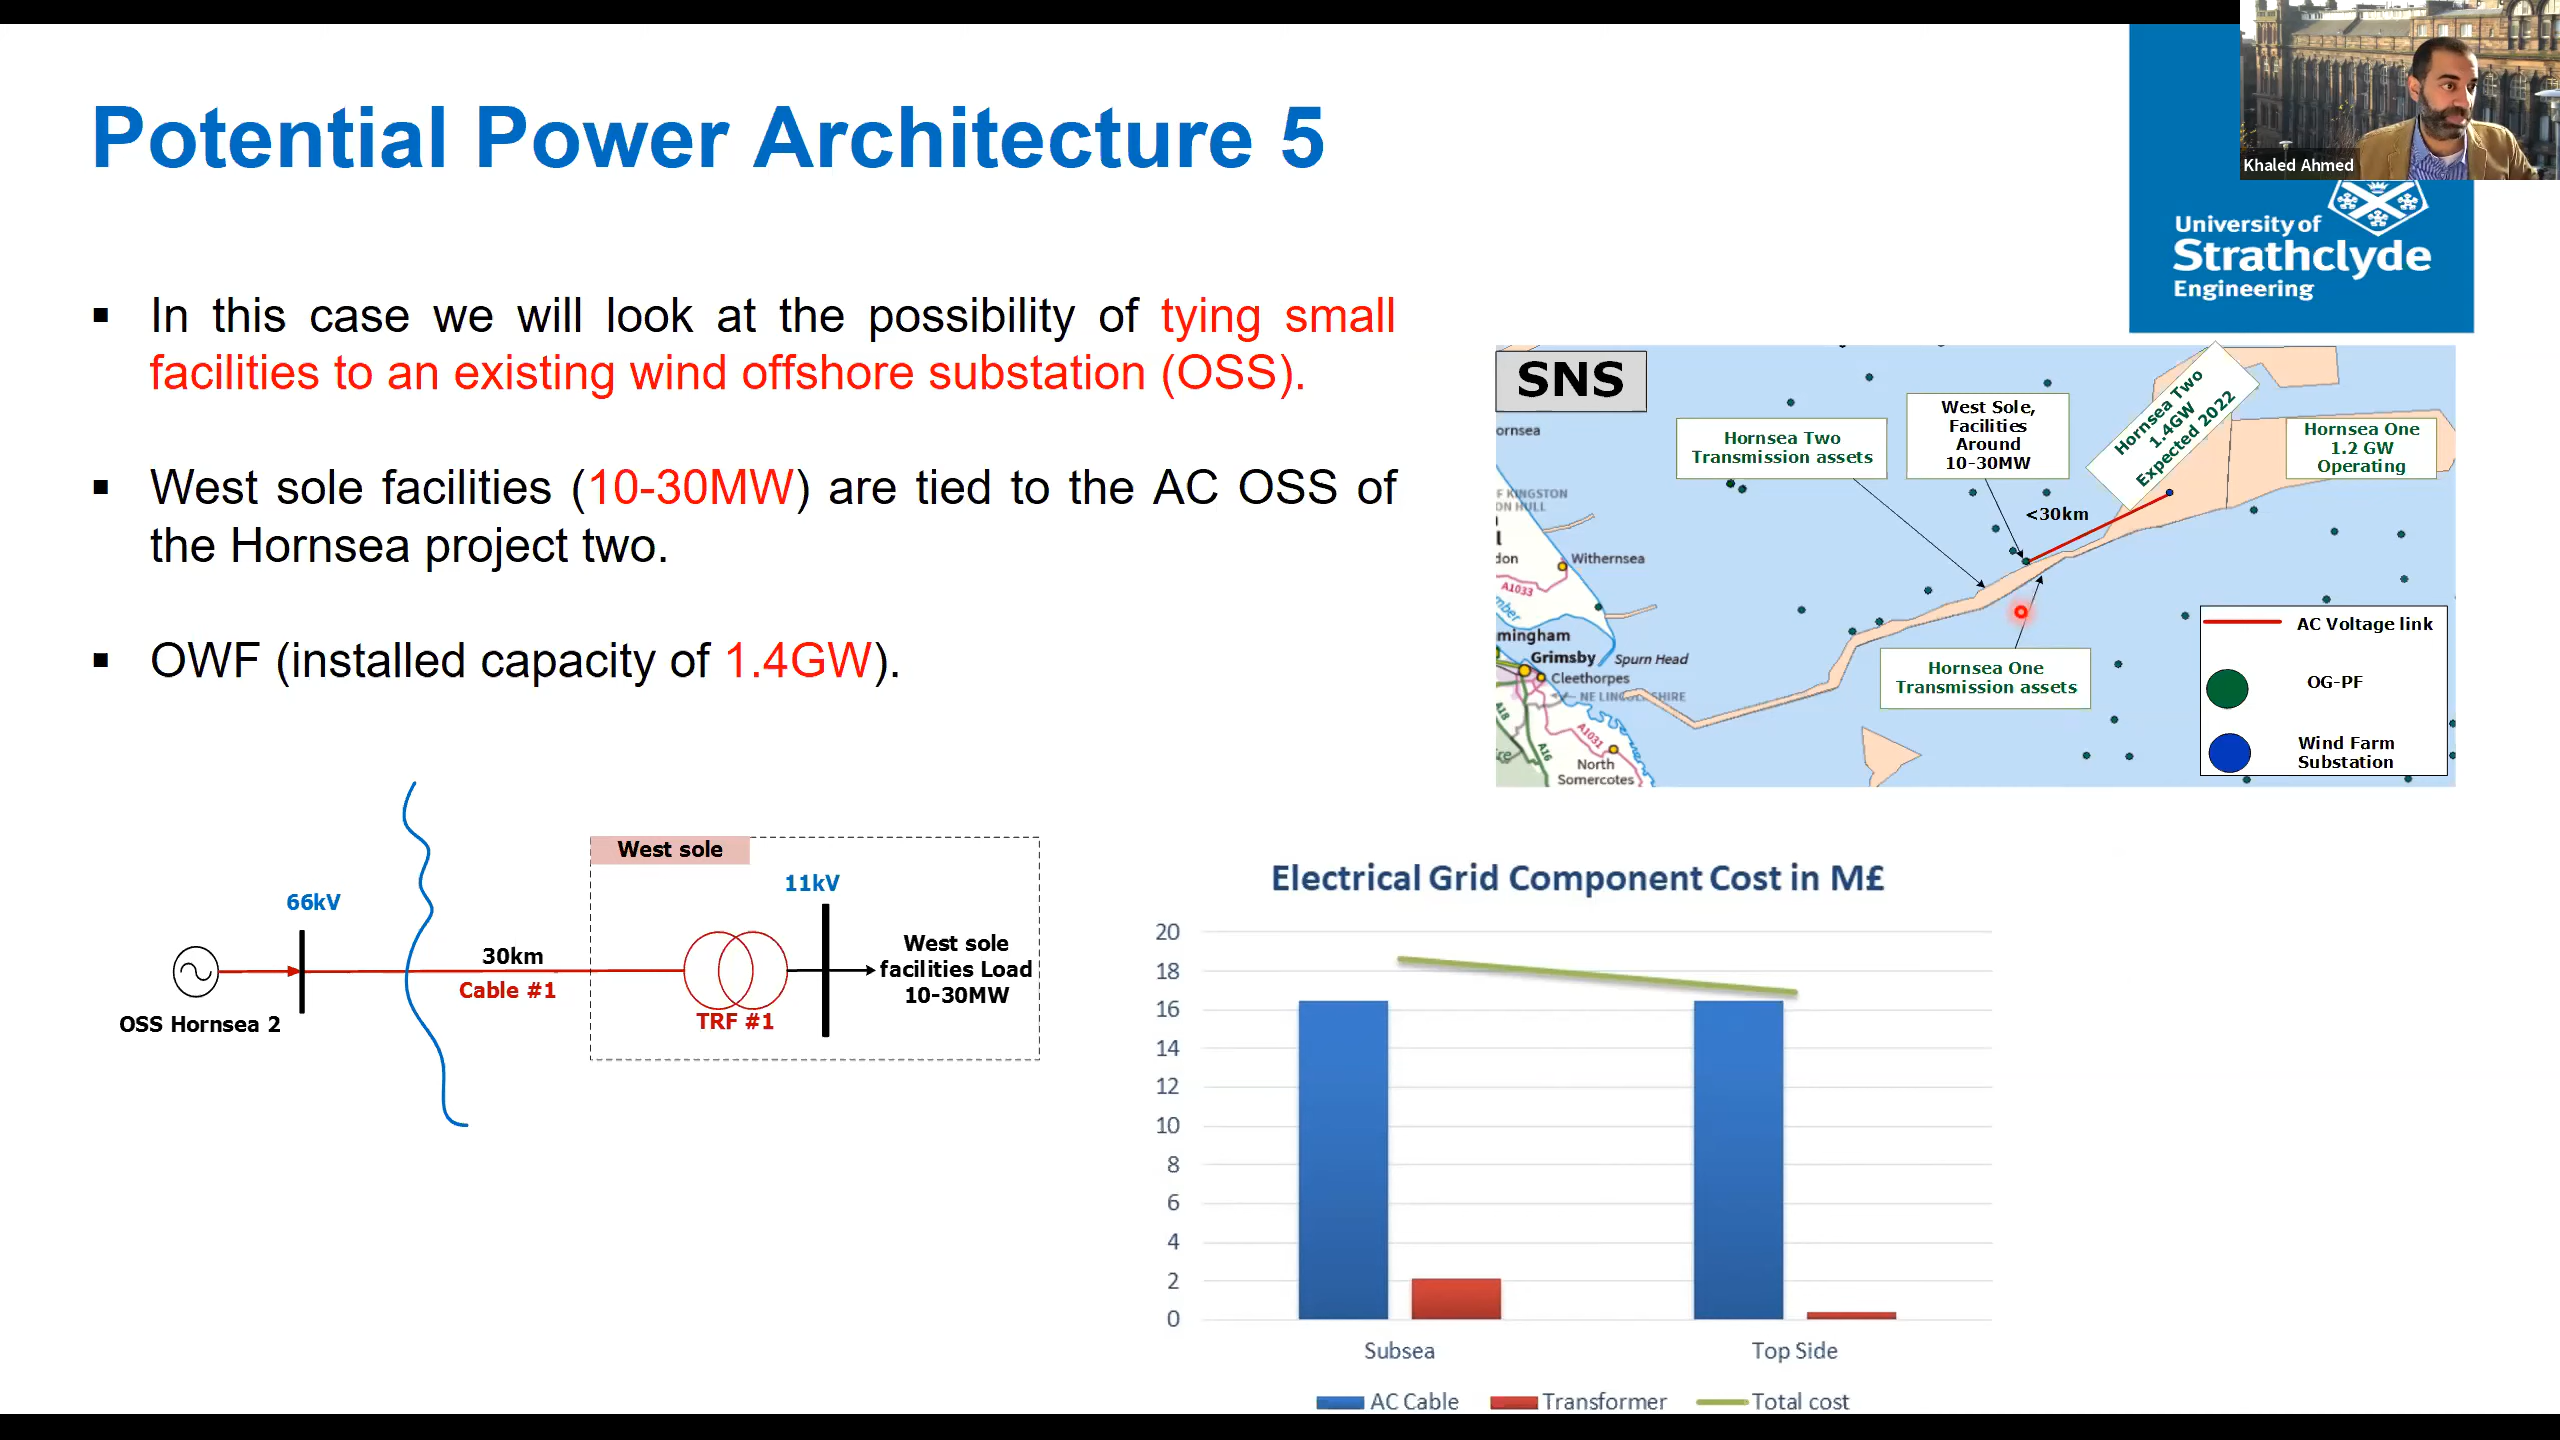 Potential Power Architecture 5
Khaled Ahmed
University of
Strathclyde
Engineering
▪ In this case we will look at the possibility of tying small
facilities to an existing wind offshore substation (OSS).
▪ West sole facilities (10-30MW) are tied to the AC OSS of
the Hornsea project two.
▪ OWF (installed capacity of 1.4GW).
SNS
ornsea
Hornsea Two
Transmission assets
West Sole,
Facilities
Around
10-30MW
Hornsea Two
1.4GW
Expected 2022
Hornsea One
1.2 GW
Operating
F KINGSTON
ON HULL
<30km
don
Withernsea
A1033
mber
mingham
Grimsby
Spurn Head
Cleethorpes
NE LINCOLNSHIRE
A18
A16
A1031
North
Somercotes
Hornsea One
Transmission assets
AC Voltage link
OG-PF
Wind Farm
Substation
West sole
66kV
11kV
30km
Cable #1
OSS Hornsea 2
TRF #1
West sole
facilities Load
10-30MW
Electrical Grid Component Cost in M£
20
18
16
14
12
10
8
6
4
2
0
Subsea
Top Side
AC Cable
Transformer
Total cost